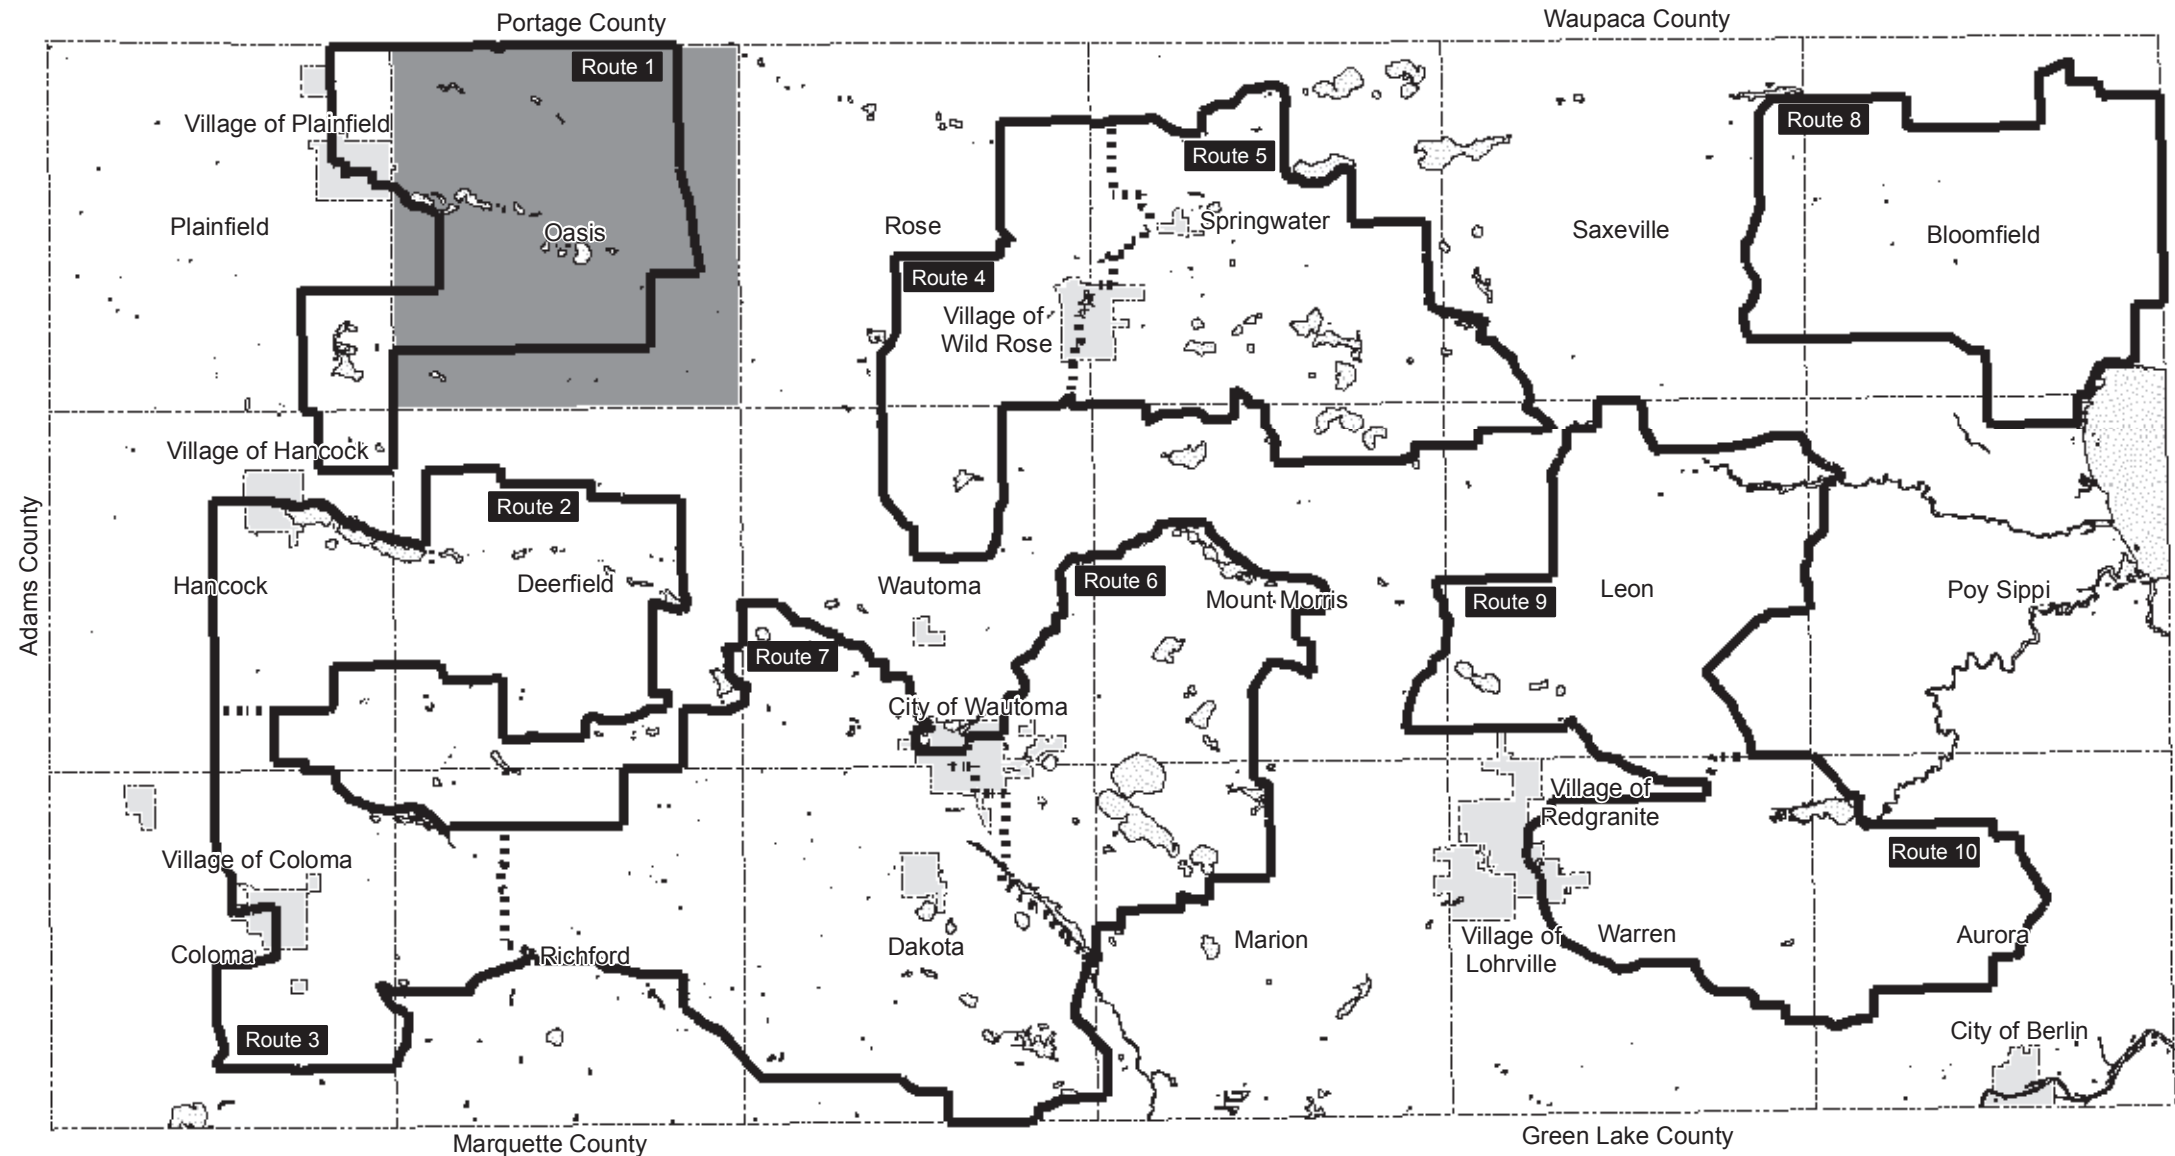 Portage County
Waupaca County
Route 1
Route 8
Village of Plainfield
Route 5
Plainfield
Oasis
Rose
Springwater
Saxeville
Bloomfield
Route 4
Village of
Wild Rose
Village of Hancock
Route 2
Adams County
Hancock
Deerfield
Wautoma
Route 6
Mount Morris
Route 9
Leon
Poy Sippi
Route 7
City of Wautoma
Village of
Redgranite
Village of Coloma
Route 10
Coloma
Richford
Dakota
Marion
Village of
Lohrville
Warren
Aurora
Route 3
City of Berlin
Marquette County
Green Lake County